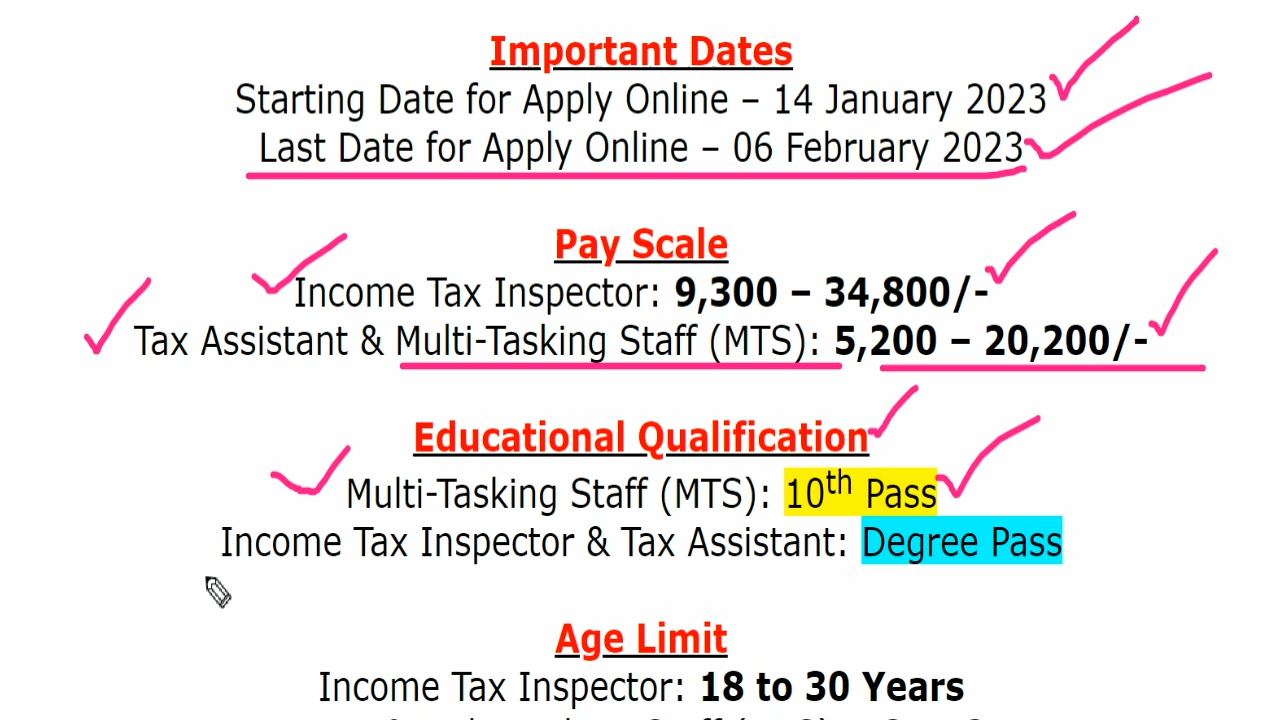 Important Dates
Starting Date for Apply Online – 14 January 2023
Last Date for Apply Online – 06 February 2023
Pay Scale
Income Tax Inspector: 9,300 – 34,800/-
Tax Assistant & Multi-Tasking Staff (MTS): 5,200 – 20,200/-
Educational Qualification
Multi-Tasking Staff (MTS): 10th Pass
Income Tax Inspector & Tax Assistant: Degree Pass
Age Limit
Income Tax Inspector: 18 to 30 Years